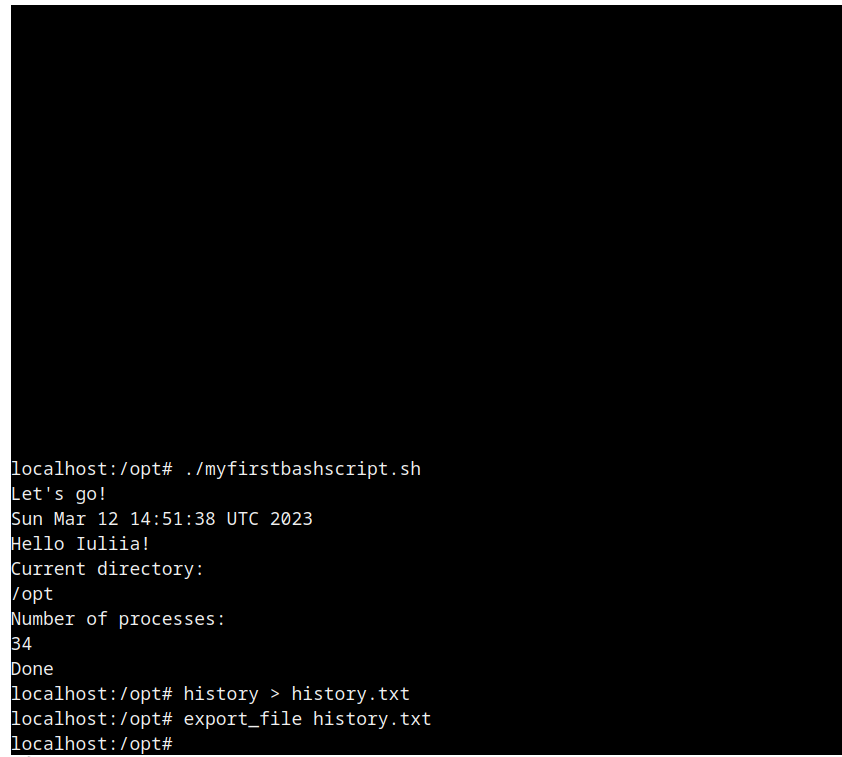 localhost:/opt# ./myfirstbashscript.sh
Let's go!
Sun Mar 12 14:51:38 UTC 2023
Hello Iuliia!
Current directory:
/opt
Number of processes:
34
Done
localhost:/opt# history > history.txt
localhost:/opt# export_file history.txt
localhost:/opt#